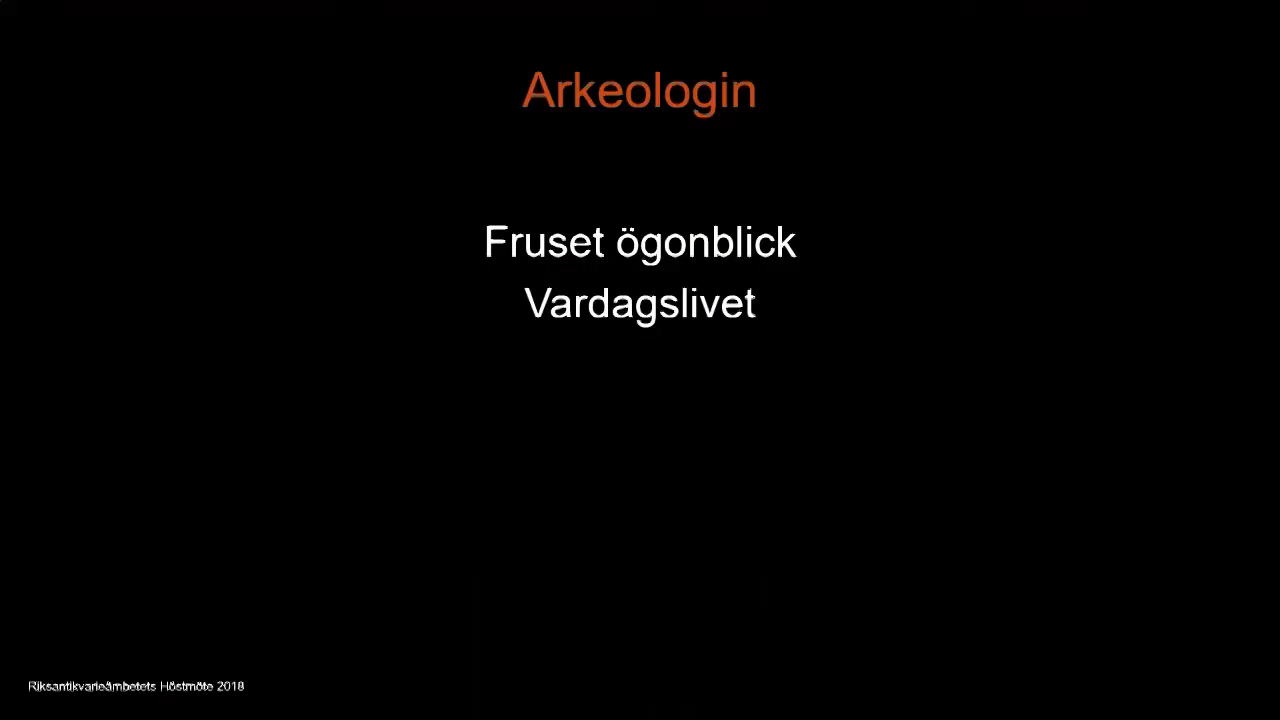 Arkeologin
Fruset ögonblick
Vardagslivet
Riksantikvarieämbetets Höstmöte 2018